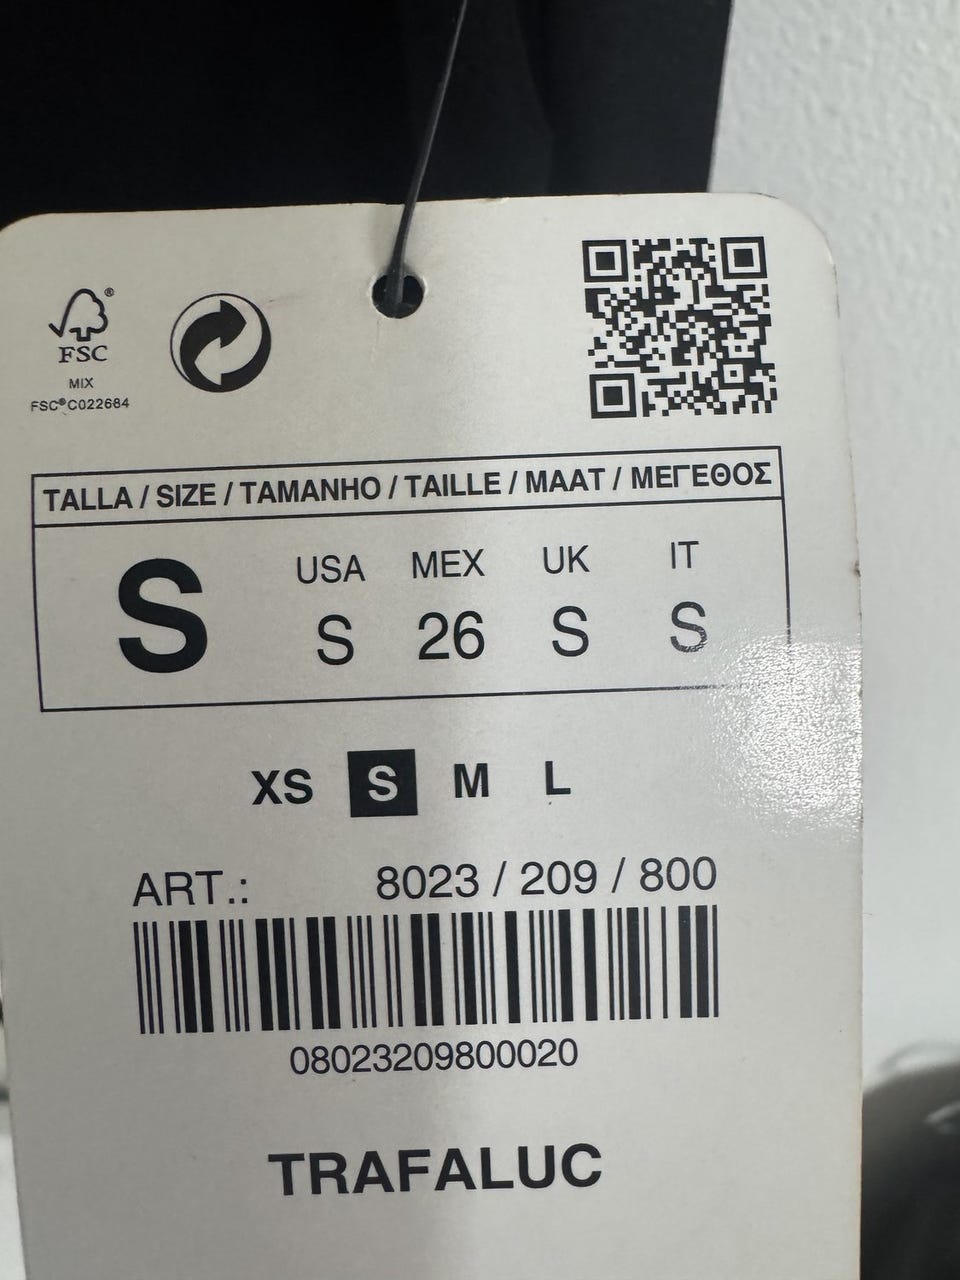 FSC®
MIX
FSC®C022684
TALLA / SIZE / TAMANHO / TAILLE / MAAT / ΜΕΓΕΘΟΣ
S
USA MEX UK IT
S 26 S S
XS S M L
ART.: 8023 / 209 / 800
08023209800020
TRAFALUC